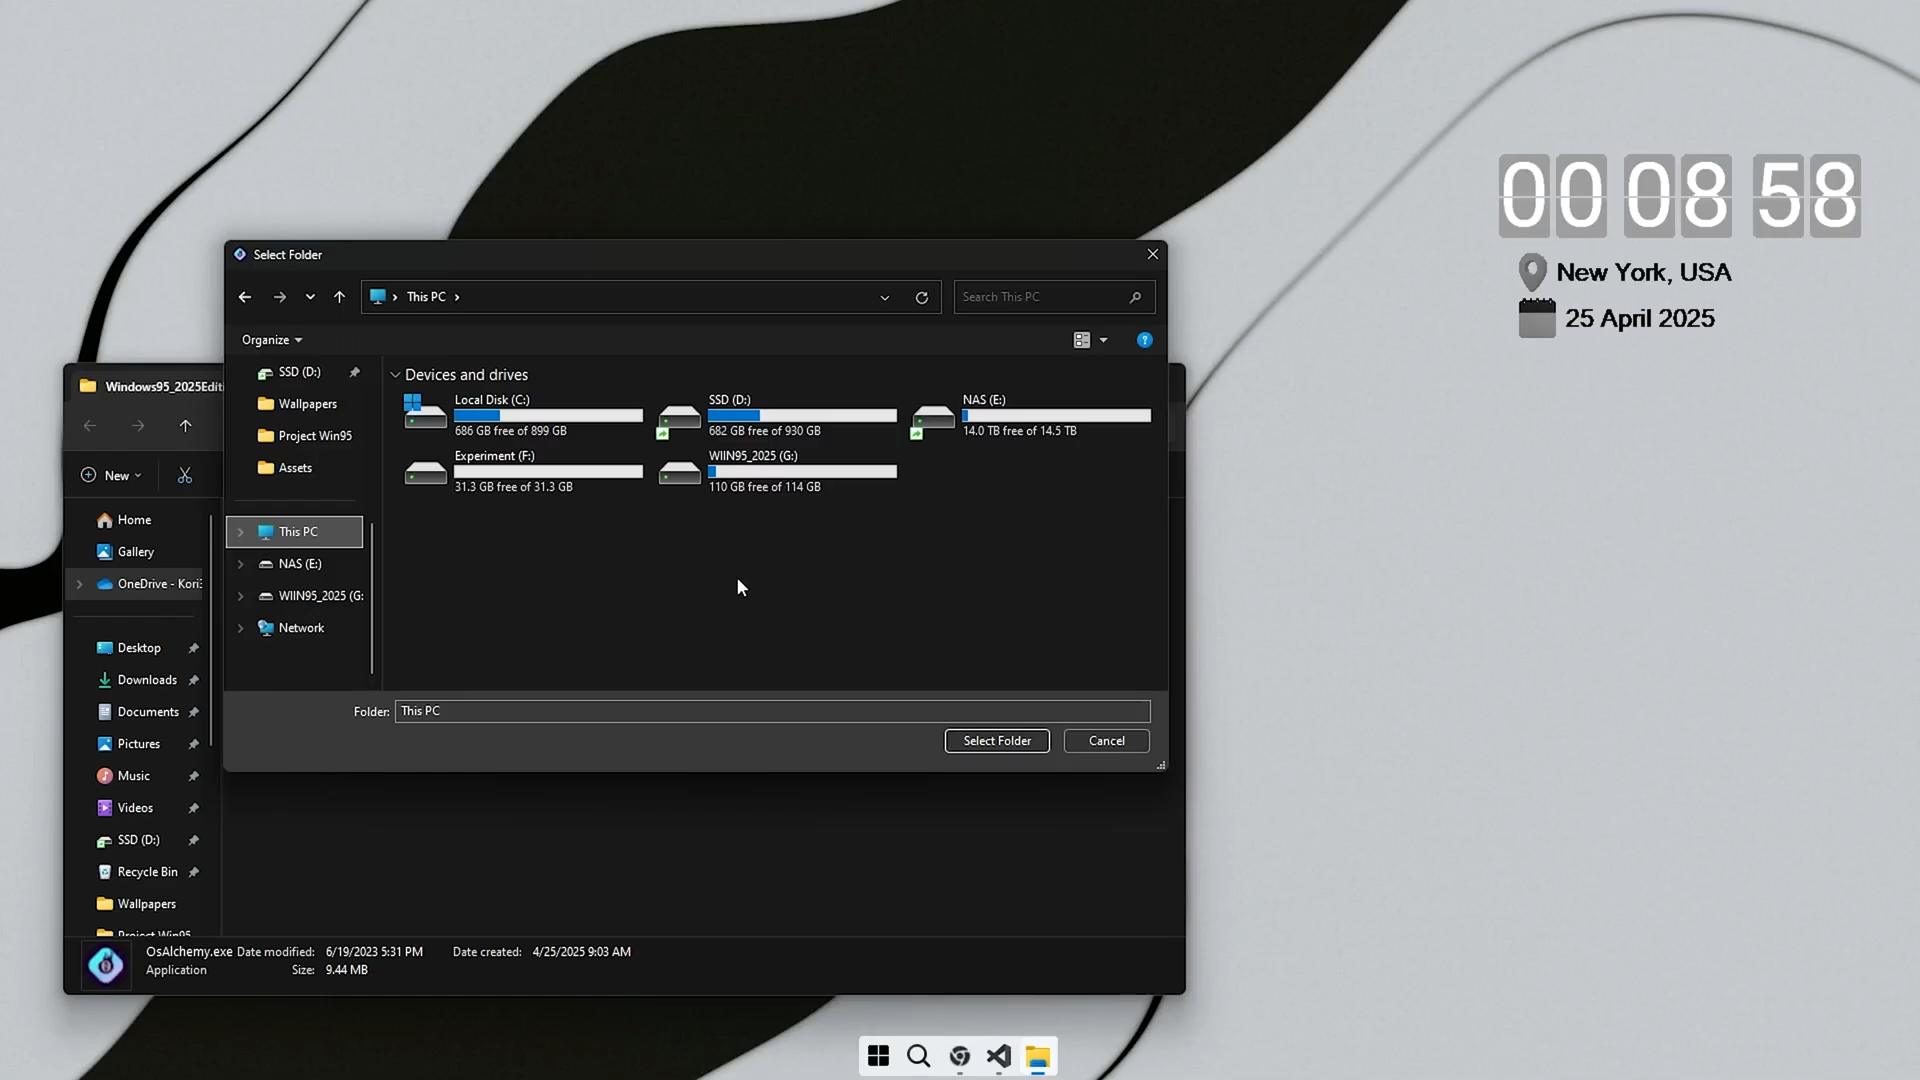 00 08 58
New York, USA
25 April 2025
Select Folder
This PC
Search This PC
Organize
SSD (D:)
Wallpapers
Project Win95
Assets
This PC
NAS (E:)
WIIN95_2025 (G:
Network
Devices and drives
Local Disk (C:)
686 GB free of 899 GB
SSD (D:)
682 GB free of 930 GB
NAS (E:)
14.0 TB free of 14.5 TB
Experiment (F:)
31.3 GB free of 31.3 GB
WIIN95_2025 (G:)
110 GB free of 114 GB
Folder: This PC
Select Folder
Cancel
Windows95_2025Editi
New
Home
Gallery
OneDrive - Kori3
Desktop
Downloads
Documents
Pictures
Music
Videos
SSD (D:)
Recycle Bin
Wallpapers
Project Win95
OsAlchemy.exe Date modified: 6/19/2023 5:31 PM Date created: 4/25/2025 9:03 AM
Application Size: 9.44 MB